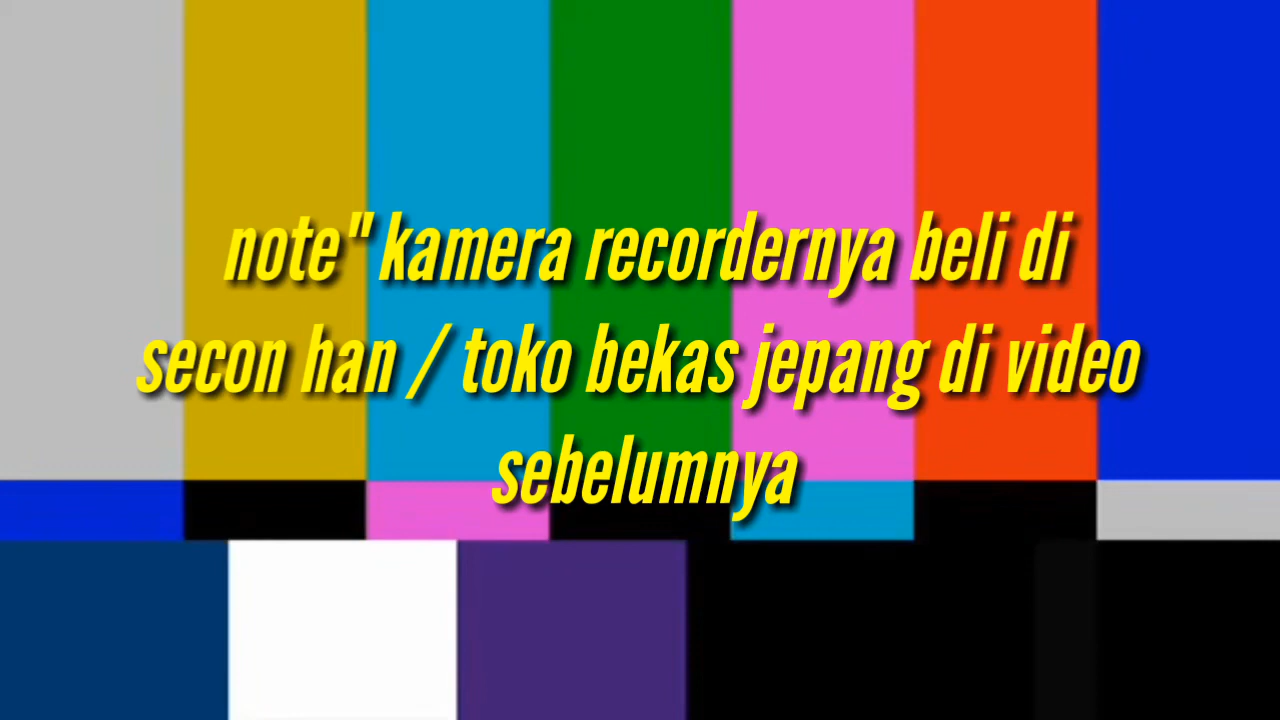 note" kamera recordernya beli di
secon han / toko bekas jepang di video
sebelumnya